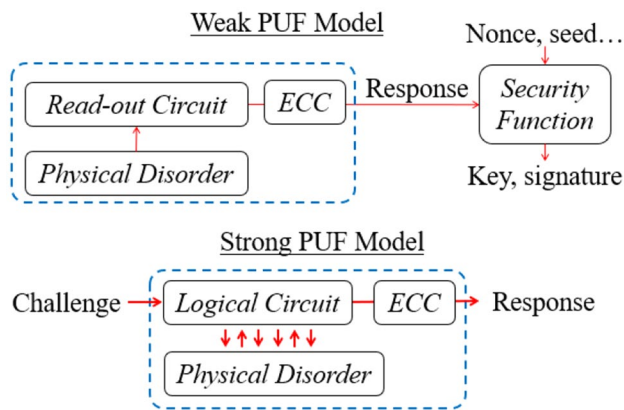 Weak PUF Model
Nonce, seed…
Read-out Circuit
ECC
Response
Security
Function
Physical Disorder
Key, signature
Strong PUF Model
Challenge
Logical Circuit
ECC
Response
Physical Disorder